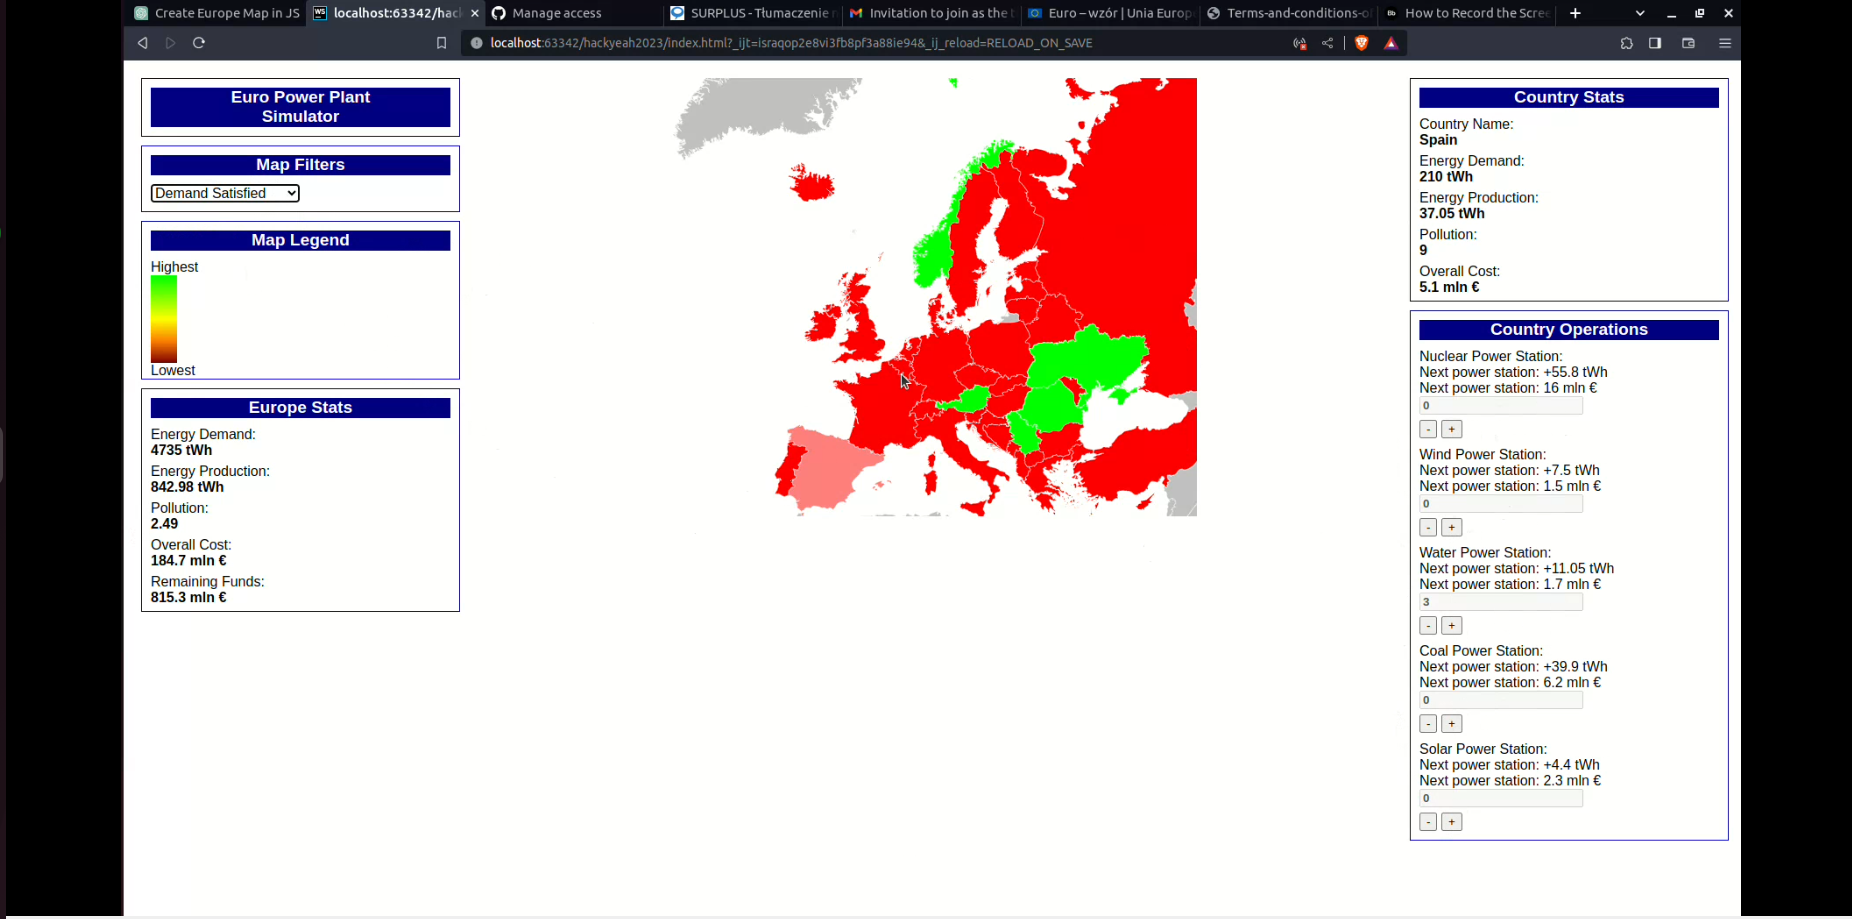 Create Europe Map in JS
localhost:63342/hac
Manage access
SURPLUS - Tłumaczenie
Invitation to join as the
Euro – wzór | Unia Europ
Terms-and-conditions-o
How to Record the Scre
localhost:63342/hackyeah2023/index.html?_ijt=israqop2e8vi3fb8pf3a88ie94&_ij_reload=RELOAD_ON_SAVE
Euro Power Plant
Simulator
Map Filters
Demand Satisfied
Map Legend
Highest
Lowest
Europe Stats
Energy Demand:
4735 tWh
Energy Production:
842.98 tWh
Pollution:
2.49
Overall Cost:
184.7 mln €
Remaining Funds:
815.3 mln €
Country Stats
Country Name:
Spain
Energy Demand:
210 tWh
Energy Production:
37.05 tWh
Pollution:
9
Overall Cost:
5.1 mln €
Country Operations
Nuclear Power Station:
Next power station: +55.8 tWh
Next power station: 16 mln €
0
- +
Wind Power Station:
Next power station: +7.5 tWh
Next power station: 1.5 mln €
0
- +
Water Power Station:
Next power station: +11.05 tWh
Next power station: 1.7 mln €
3
- +
Coal Power Station:
Next power station: +39.9 tWh
Next power station: 6.2 mln €
0
- +
Solar Power Station:
Next power station: +4.4 tWh
Next power station: 2.3 mln €
0
- +